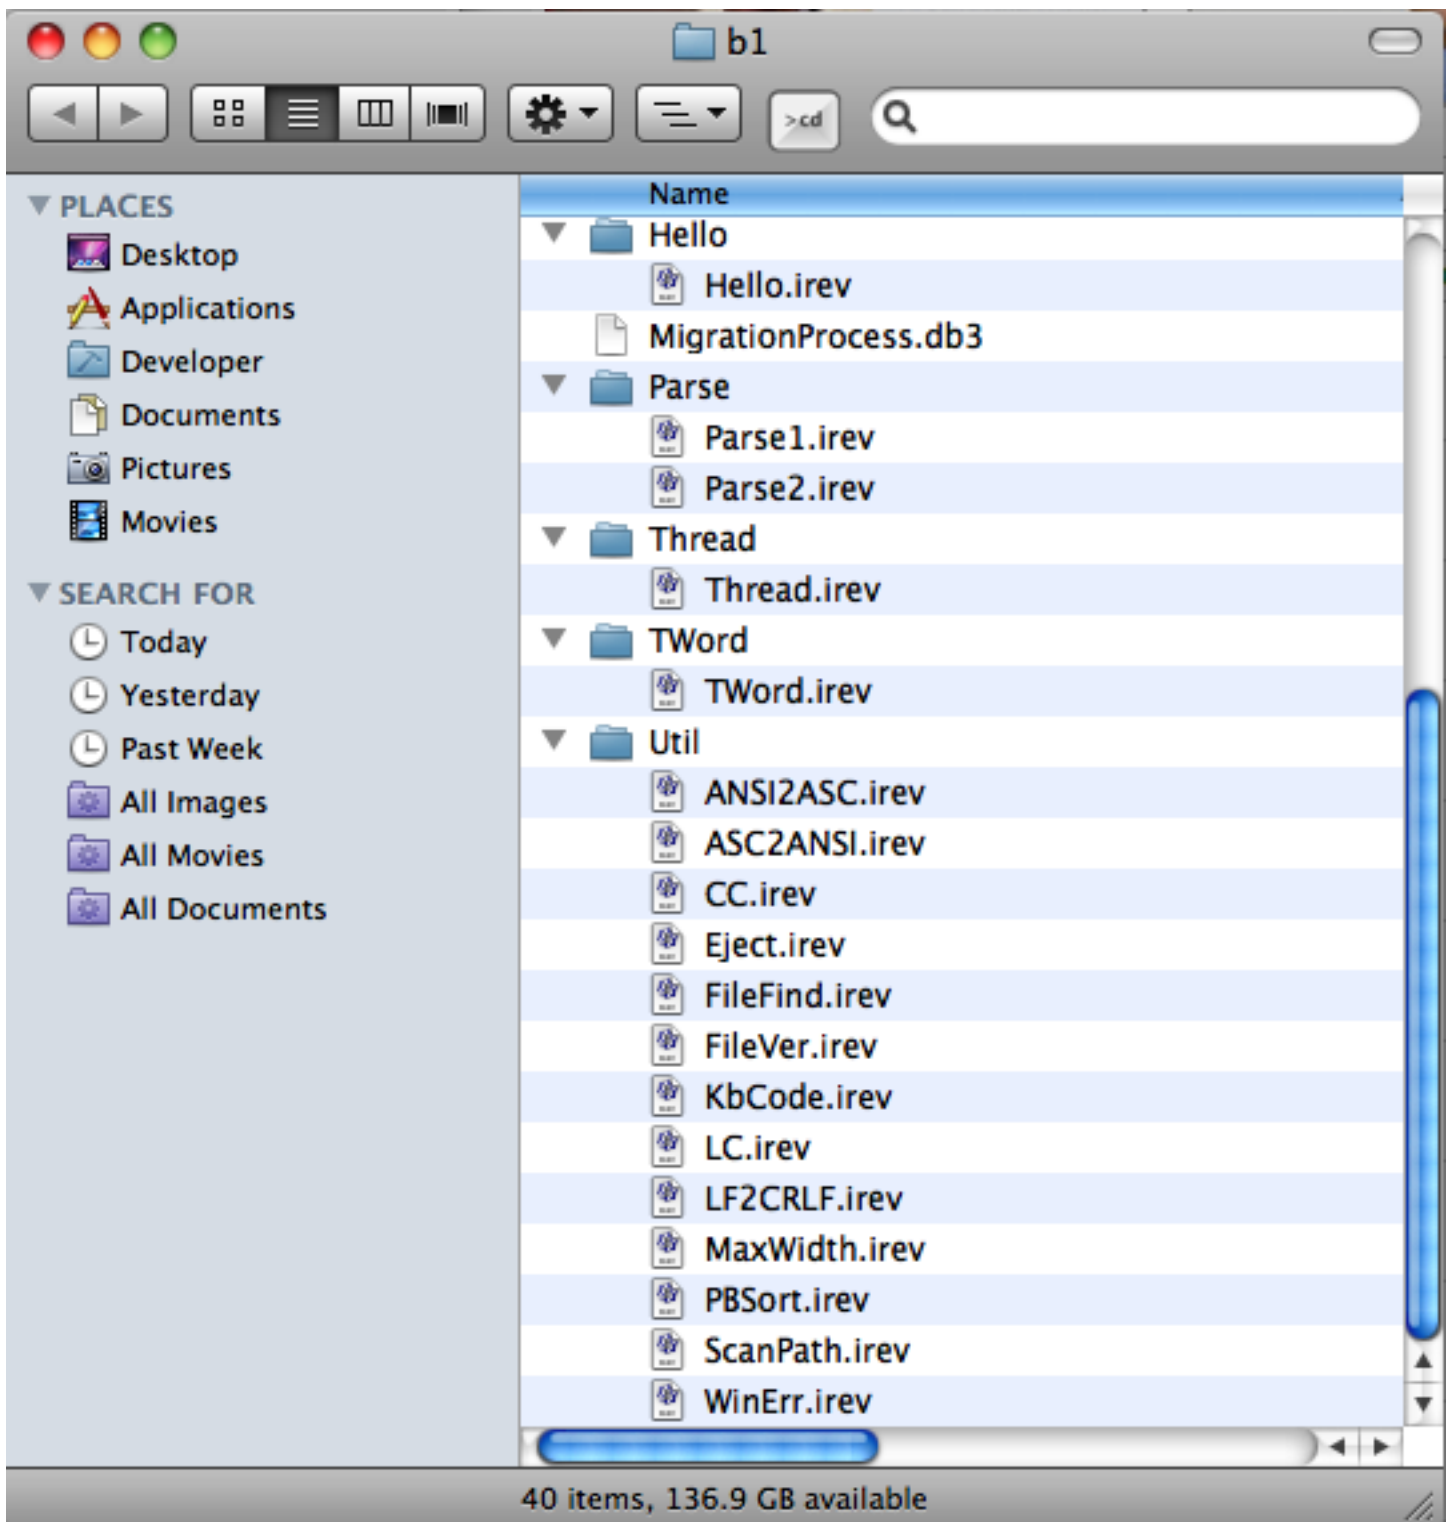 b1
>cd
PLACES
Desktop
Applications
Developer
Documents
Pictures
Movies
SEARCH FOR
Today
Yesterday
Past Week
All Images
All Movies
All Documents
Name
Hello
Hello.irev
MigrationProcess.db3
Parse
Parse1.irev
Parse2.irev
Thread
Thread.irev
TWord
TWord.irev
Util
ANSI2ASC.irev
ASC2ANSI.irev
CC.irev
Eject.irev
FileFind.irev
FileVer.irev
KbCode.irev
LC.irev
LF2CRLF.irev
MaxWidth.irev
PBSort.irev
ScanPath.irev
WinErr.irev
40 items, 136.9 GB available